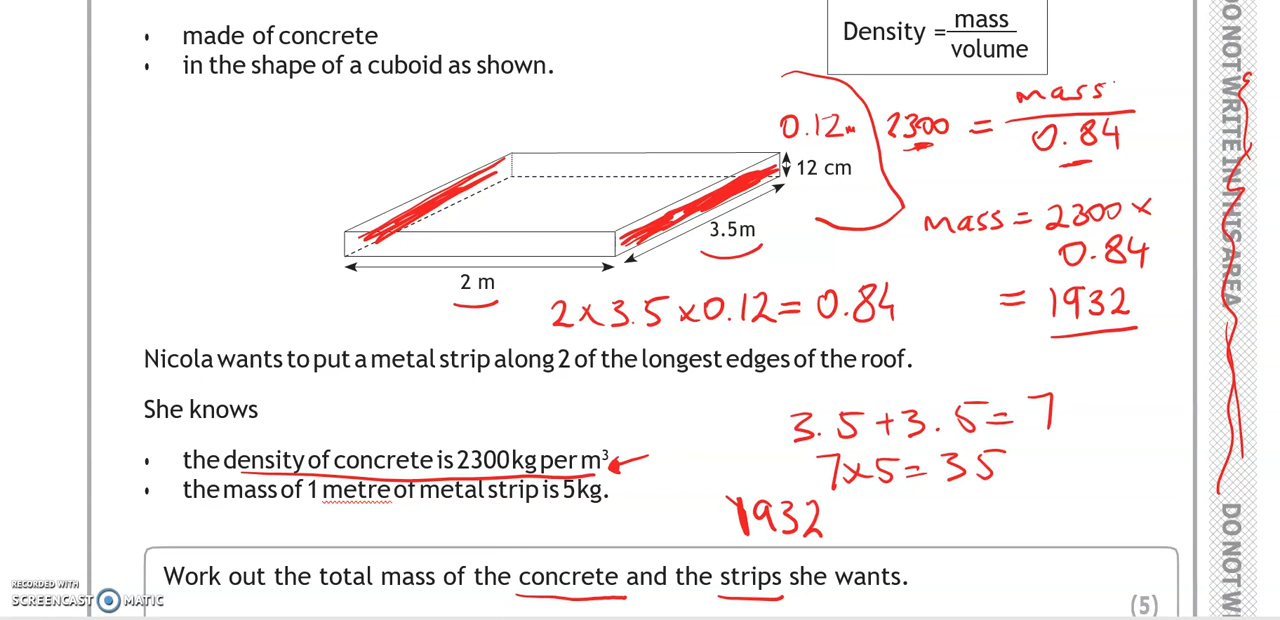 • made of concrete
• in the shape of a cuboid as shown.
Density = mass
volume
mass
0.12m 2300 = 0.84
12 cm
3.5m
2 m
mass = 2300 ×
0.84
= 1932
2 × 3.5 × 0.12 = 0.84
Nicola wants to put a metal strip along 2 of the longest edges of the roof.
She knows
3.5 + 3.5 = 7
• the density of concrete is 2300 kg per m³
7 × 5 = 35
• the mass of 1 metre of metal strip is 5kg.
1932
Work out the total mass of the concrete and the strips she wants.
(5)
RECORDED WITH
SCREENCAST MATIC
DO NOT WRITE IN THIS AREA
DO NOT W